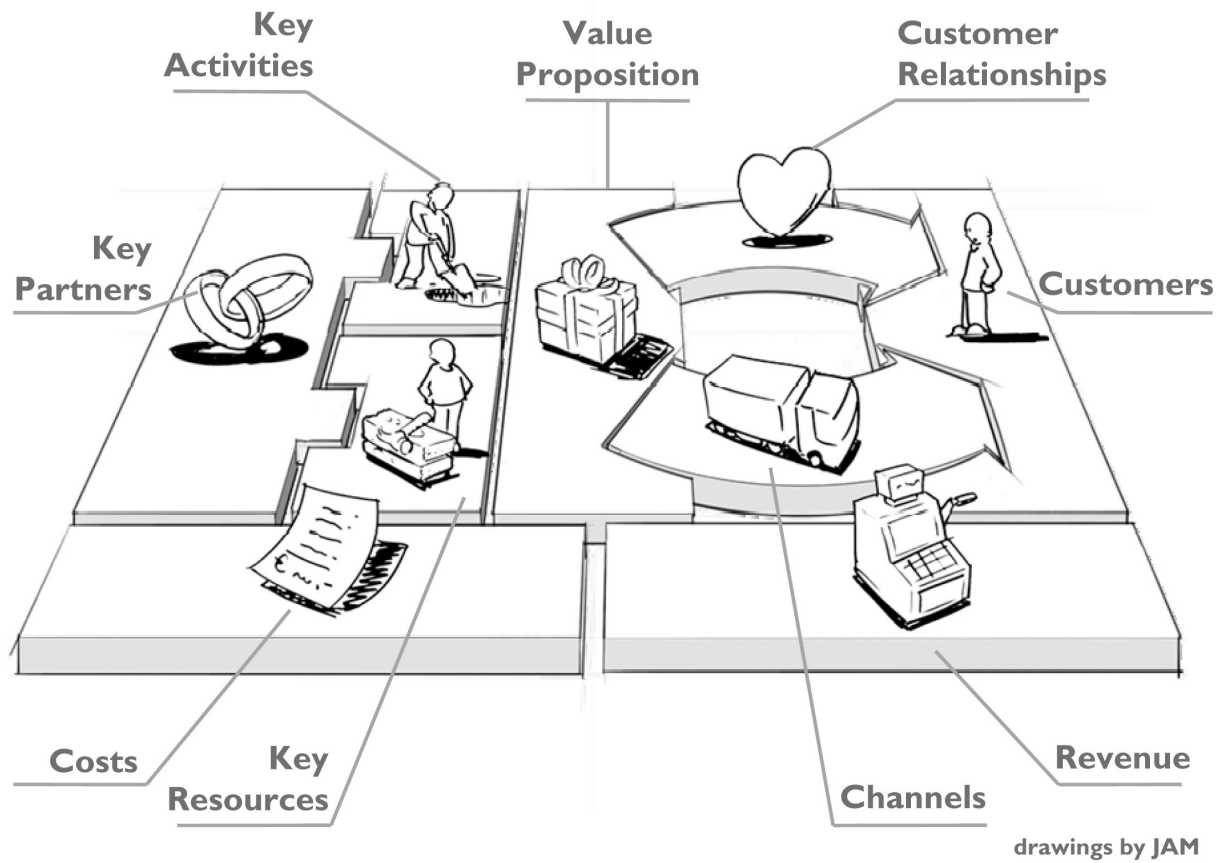 Key
Activities
Value
Proposition
Customer
Relationships
Key
Partners
Customers
€
Costs
Key
Resources
Channels
Revenue
drawings by JAM